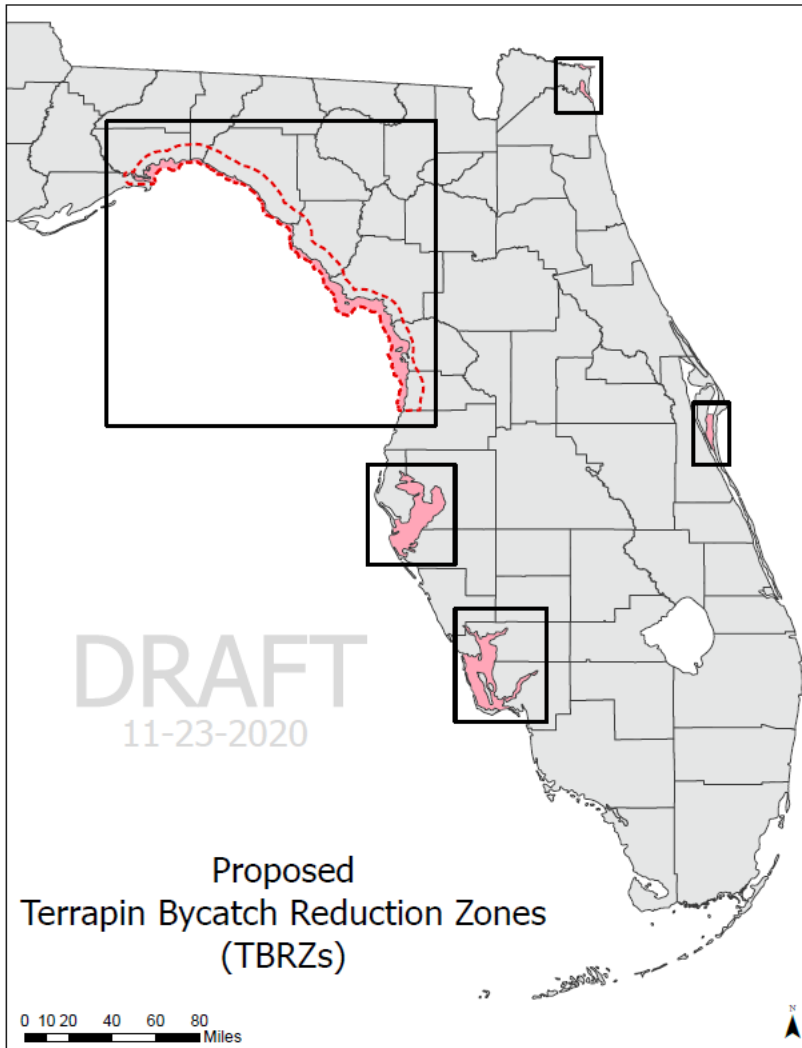 DRAFT
11-23-2020
Proposed
Terrapin Bycatch Reduction Zones
(TBRZs)
0 10 20 40 60 80
Miles
N